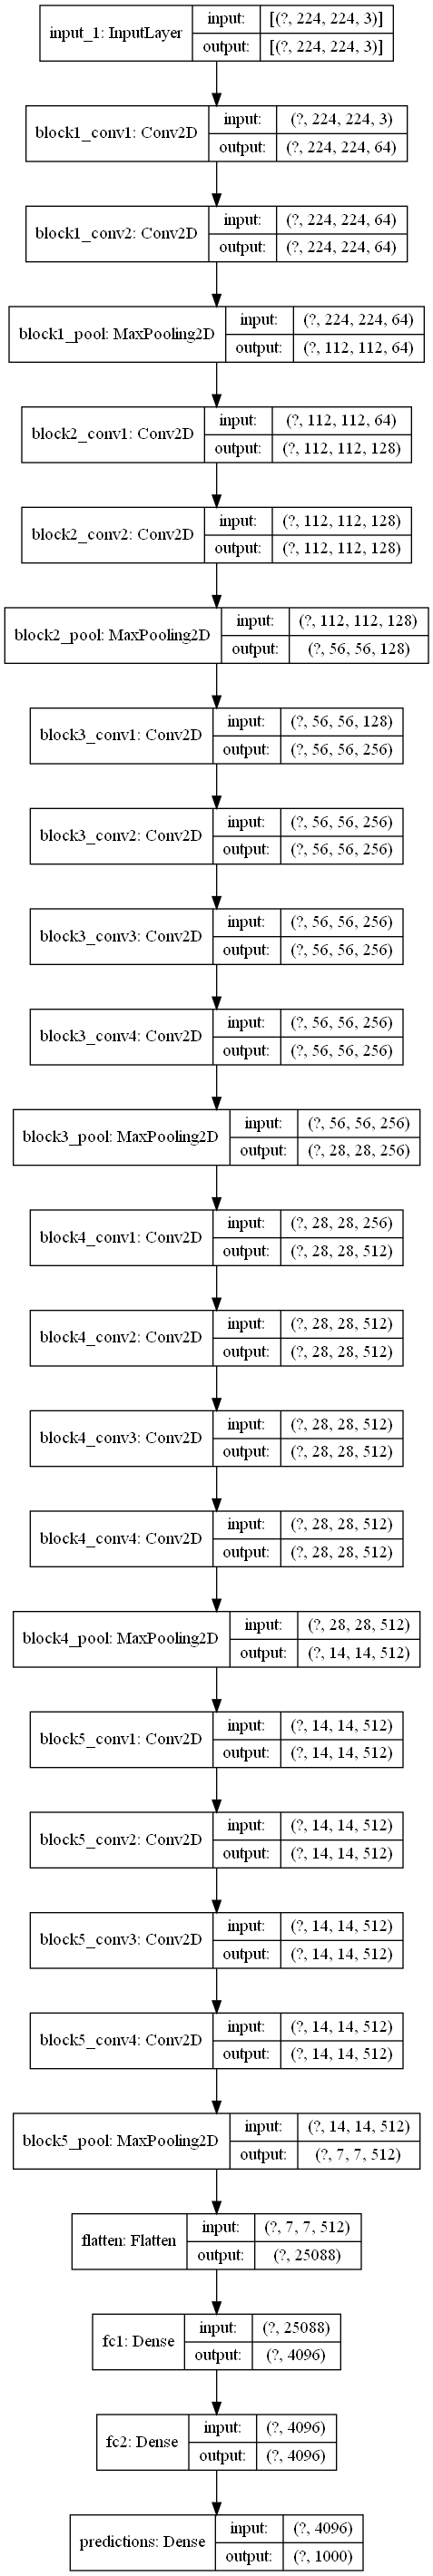 input_1: InputLayer
input: [(?, 224, 224, 3)]
output: [(?, 224, 224, 3)]
block1_conv1: Conv2D
input: (?, 224, 224, 3)
output: (?, 224, 224, 64)
block1_conv2: Conv2D
input: (?, 224, 224, 64)
output: (?, 224, 224, 64)
block1_pool: MaxPooling2D
input: (?, 224, 224, 64)
output: (?, 112, 112, 64)
block2_conv1: Conv2D
input: (?, 112, 112, 64)
output: (?, 112, 112, 128)
block2_conv2: Conv2D
input: (?, 112, 112, 128)
output: (?, 112, 112, 128)
block2_pool: MaxPooling2D
input: (?, 112, 112, 128)
output: (?, 56, 56, 128)
block3_conv1: Conv2D
input: (?, 56, 56, 128)
output: (?, 56, 56, 256)
block3_conv2: Conv2D
input: (?, 56, 56, 256)
output: (?, 56, 56, 256)
block3_conv3: Conv2D
input: (?, 56, 56, 256)
output: (?, 56, 56, 256)
block3_conv4: Conv2D
input: (?, 56, 56, 256)
output: (?, 56, 56, 256)
block3_pool: MaxPooling2D
input: (?, 56, 56, 256)
output: (?, 28, 28, 256)
block4_conv1: Conv2D
input: (?, 28, 28, 256)
output: (?, 28, 28, 512)
block4_conv2: Conv2D
input: (?, 28, 28, 512)
output: (?, 28, 28, 512)
block4_conv3: Conv2D
input: (?, 28, 28, 512)
output: (?, 28, 28, 512)
block4_conv4: Conv2D
input: (?, 28, 28, 512)
output: (?, 28, 28, 512)
block4_pool: MaxPooling2D
input: (?, 28, 28, 512)
output: (?, 14, 14, 512)
block5_conv1: Conv2D
input: (?, 14, 14, 512)
output: (?, 14, 14, 512)
block5_conv2: Conv2D
input: (?, 14, 14, 512)
output: (?, 14, 14, 512)
block5_conv3: Conv2D
input: (?, 14, 14, 512)
output: (?, 14, 14, 512)
block5_conv4: Conv2D
input: (?, 14, 14, 512)
output: (?, 14, 14, 512)
block5_pool: MaxPooling2D
input: (?, 14, 14, 512)
output: (?, 7, 7, 512)
flatten: Flatten
input: (?, 7, 7, 512)
output: (?, 25088)
fc1: Dense
input: (?, 25088)
output: (?, 4096)
fc2: Dense
input: (?, 4096)
output: (?, 4096)
predictions: Dense
input: (?, 4096)
output: (?, 1000)